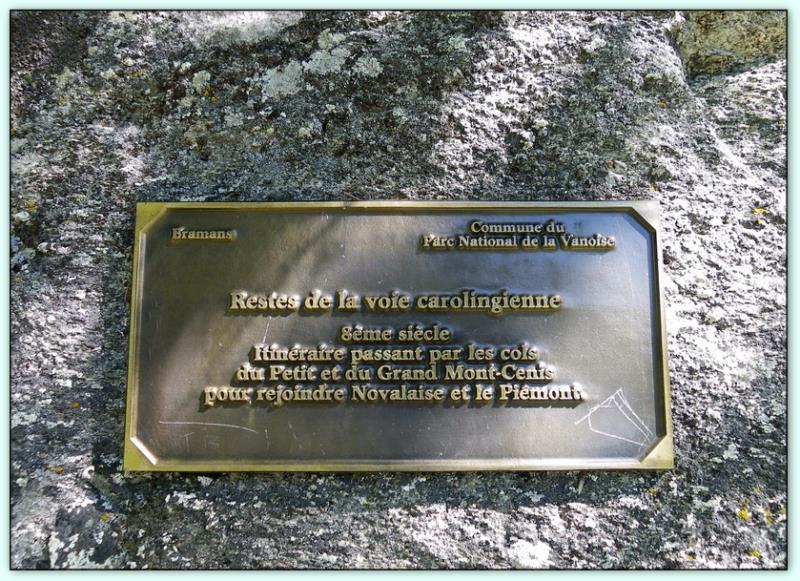 Bramans
Commune du
Parc National de la Vanoise
Restes de la voie carolingienne
8ème siècle
Itinéraire passant par les cols
du Petit et du Grand Mont-Cenis
pour rejoindre Novalaise et le Piémont